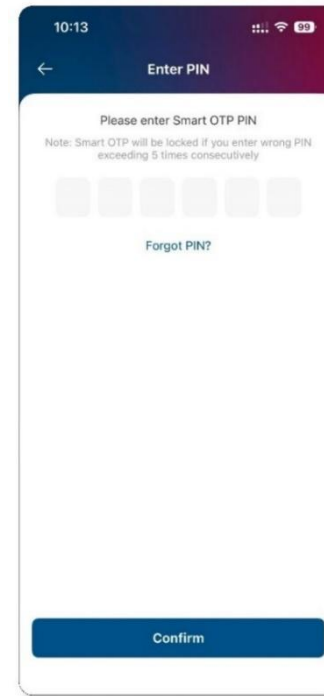 10:13
99
Enter PIN
Please enter Smart OTP PIN
Note: Smart OTP will be locked if you enter wrong PIN
exceeding 5 times consecutively
Forgot PIN?
Confirm